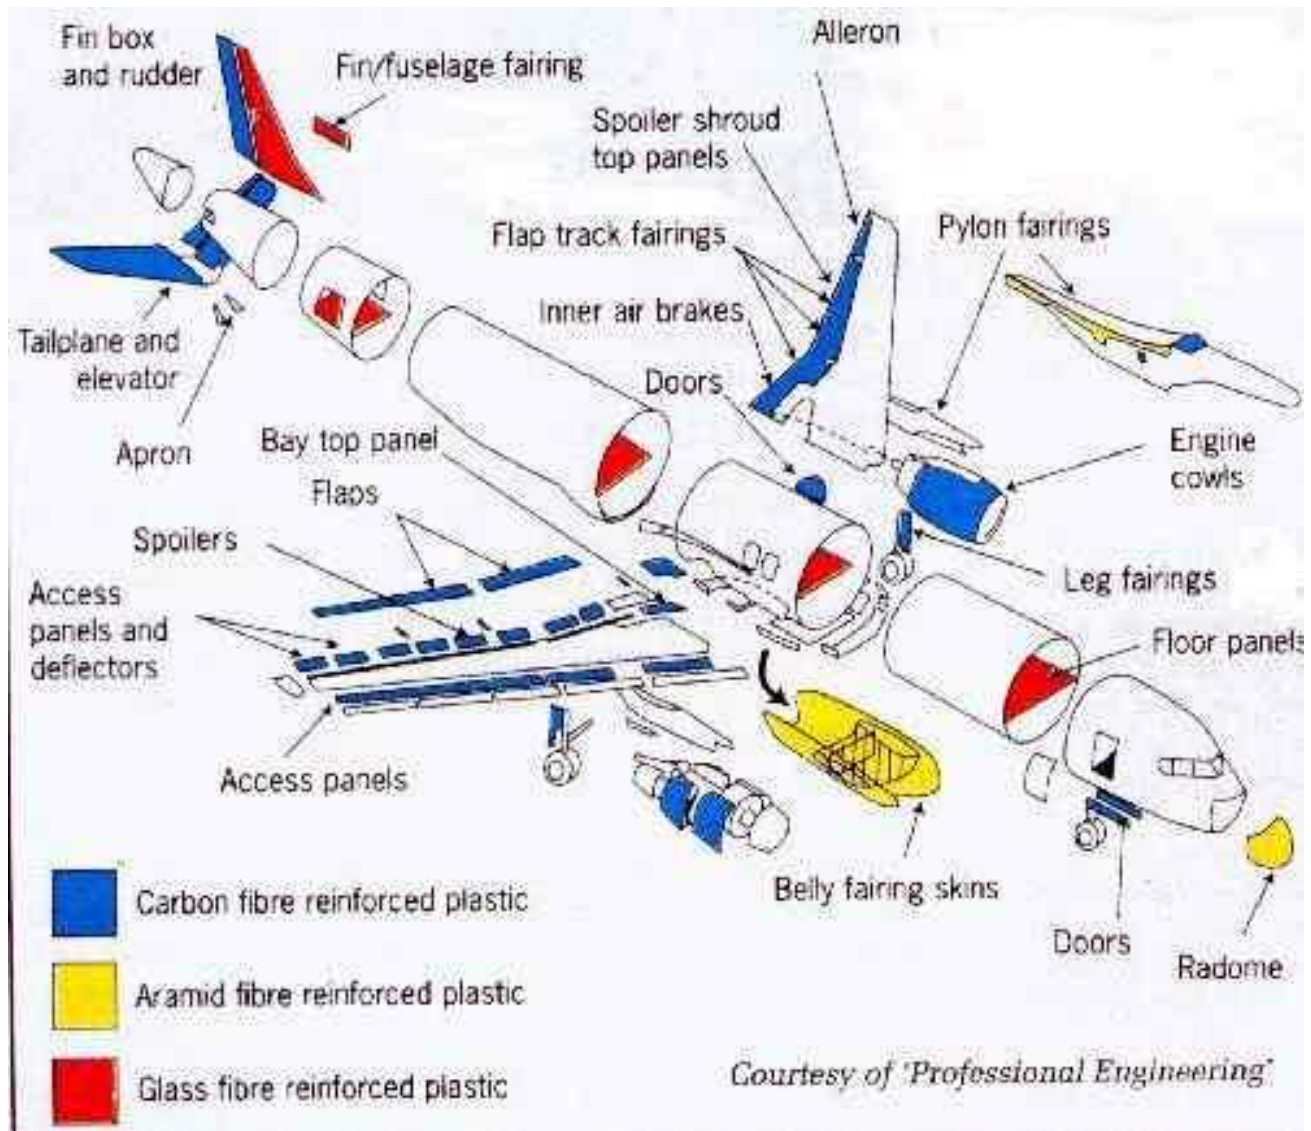 Fin box
and rudder
Fin/fuselage fairing
Alleron
Spoiler shroud
top panels
Flap track fairings
Pylon fairings
Inner air brakes
Tailplane and
elevator
Doors
Apron
Bay top panel
Engine
cowls
Flaps
Spoilers
Leg fairings
Access
panels and
deflectors
Floor panels
Access panels
Belly fairing skins
Doors
Radome
Carbon fibre reinforced plastic
Aramid fibre reinforced plastic
Glass fibre reinforced plastic
Courtesy of 'Professional Engineering'